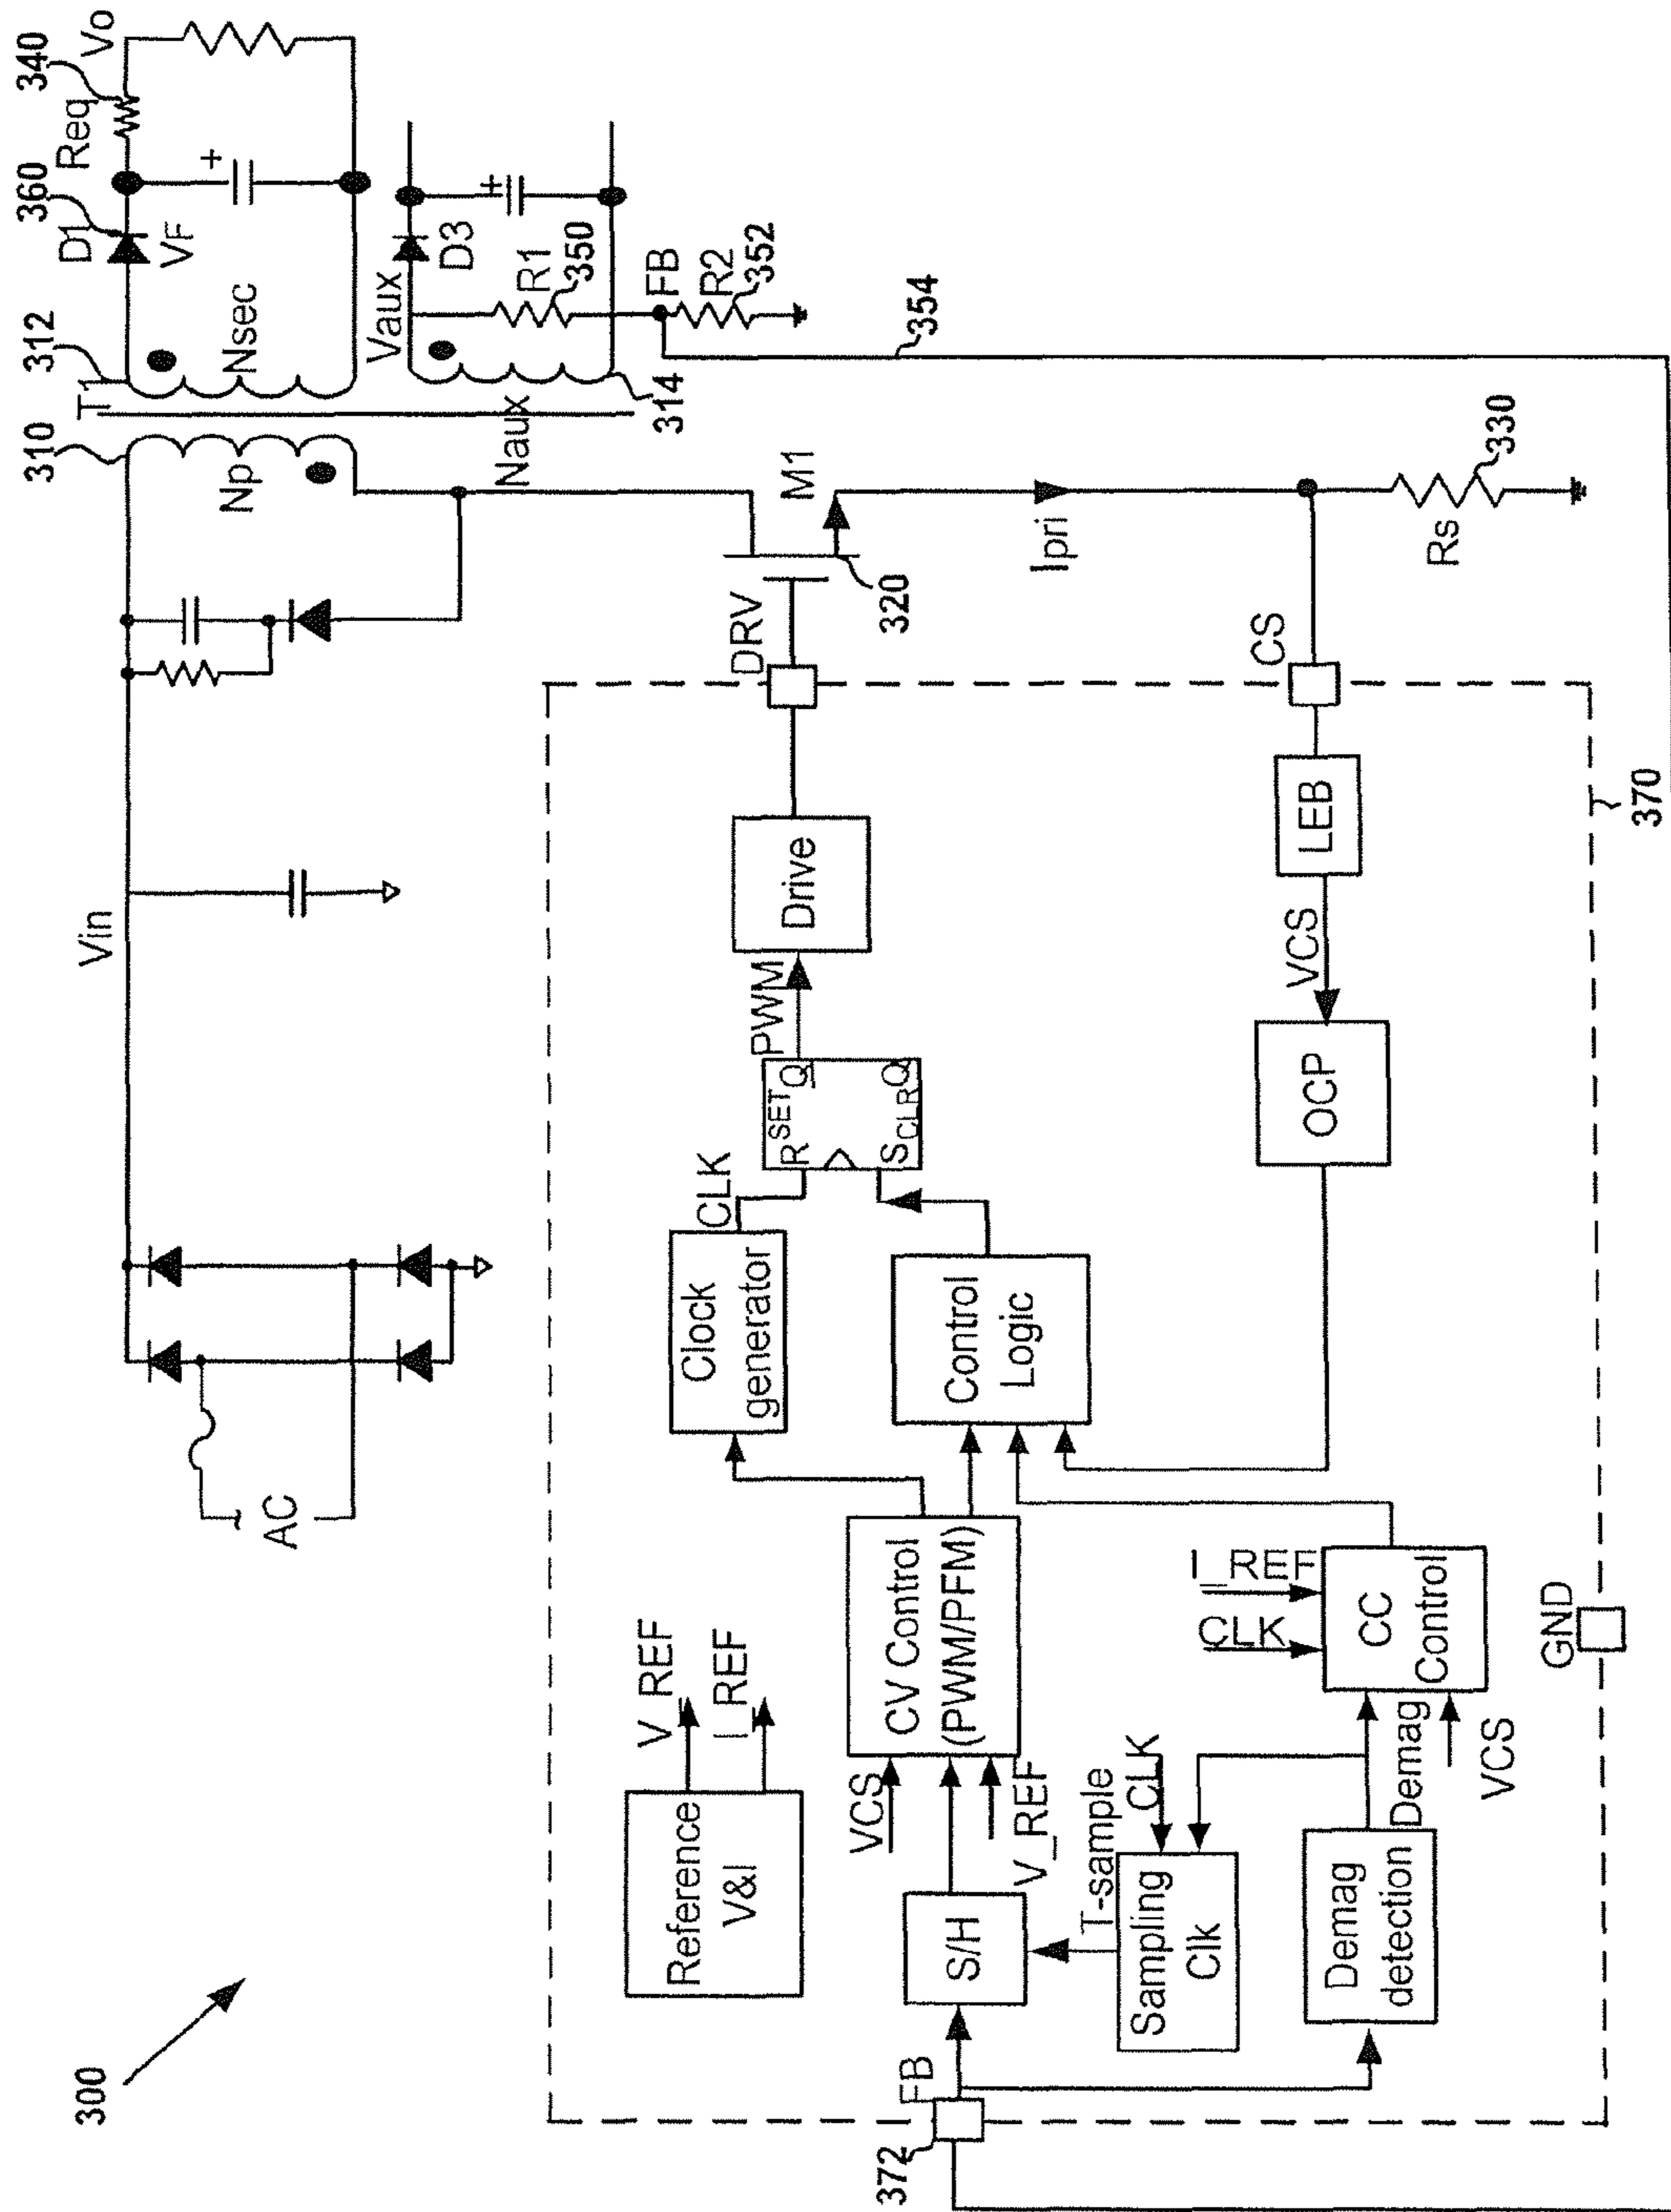 300
AC
Vin
310
Np
T1
312
Nsec
D1
360
VF
Req
340
Vo
Vaux
D3
R1
350
FB
R2
352
354
Naux
314
M1
320
Ipri
Rs
330
DRV
CS
370
Reference
V&I
V_REF
I_REF
Clock
generator
CLK
R SET Q
S CLR Q
PWM
Drive
CV Control
(PWM/PFM)
VCS
V_REF
S/H
FB
372
T-sample
CLK
Sampling
Clk
Demag
detection
Demag
VCS
CLK
I_REF
CC
Control
Control
Logic
OCP
VCS
LEB
GND